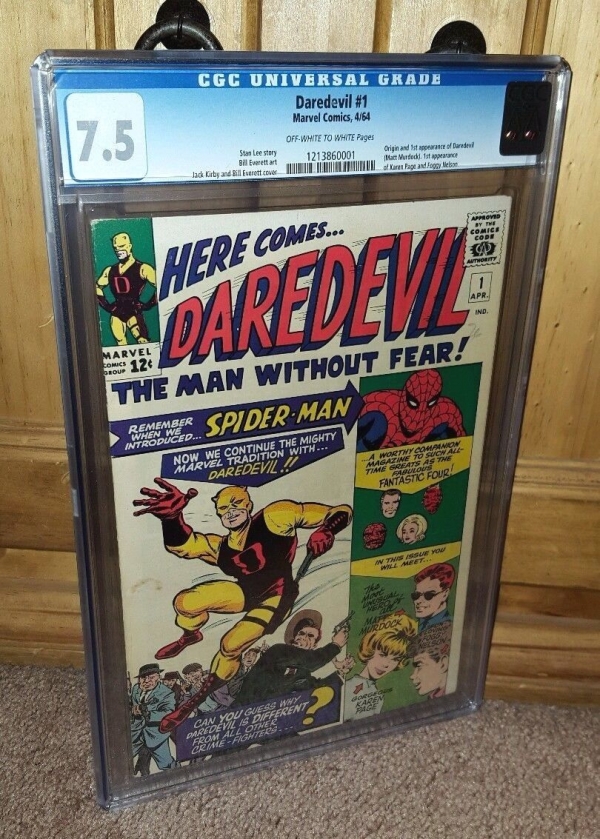 CGC UNIVERSAL GRADE
7.5
Daredevil #1
Marvel Comics, 4/64
OFF-WHITE TO WHITE Pages
Stan Lee story
Bill Everett art
Jack Kirby and Bill Everett cover
1213860001
Origin and 1st appearance of Daredevil
(Matt Murdock). 1st appearance
of Karen Page and Foggy Nelson.
APPROVED
BY THE
COMICS
CODE
AUTHORITY
HERE COMES...
DAREDEVIL
D
1
APR.
IND.
MARVEL
COMICS
GROUP
12¢
THE MAN WITHOUT FEAR!
REMEMBER
WHEN WE
INTRODUCED...
SPIDER-MAN
NOW WE CONTINUE THE MIGHTY
MARVEL TRADITION WITH...
DAREDEVIL!!
...A WORTHY COMPANION
MAGAZINE TO SUCH ALL-
TIME GREATS AS THE
FABULOUS
FANTASTIC FOUR!
IN THIS ISSUE YOU
WILL MEET...
MURDOCK
GORGEOUS
KAREN
PAGE
CAN YOU GUESS WHY
DAREDEVIL IS DIFFERENT
FROM ALL OTHER
CRIME-FIGHTERS...?